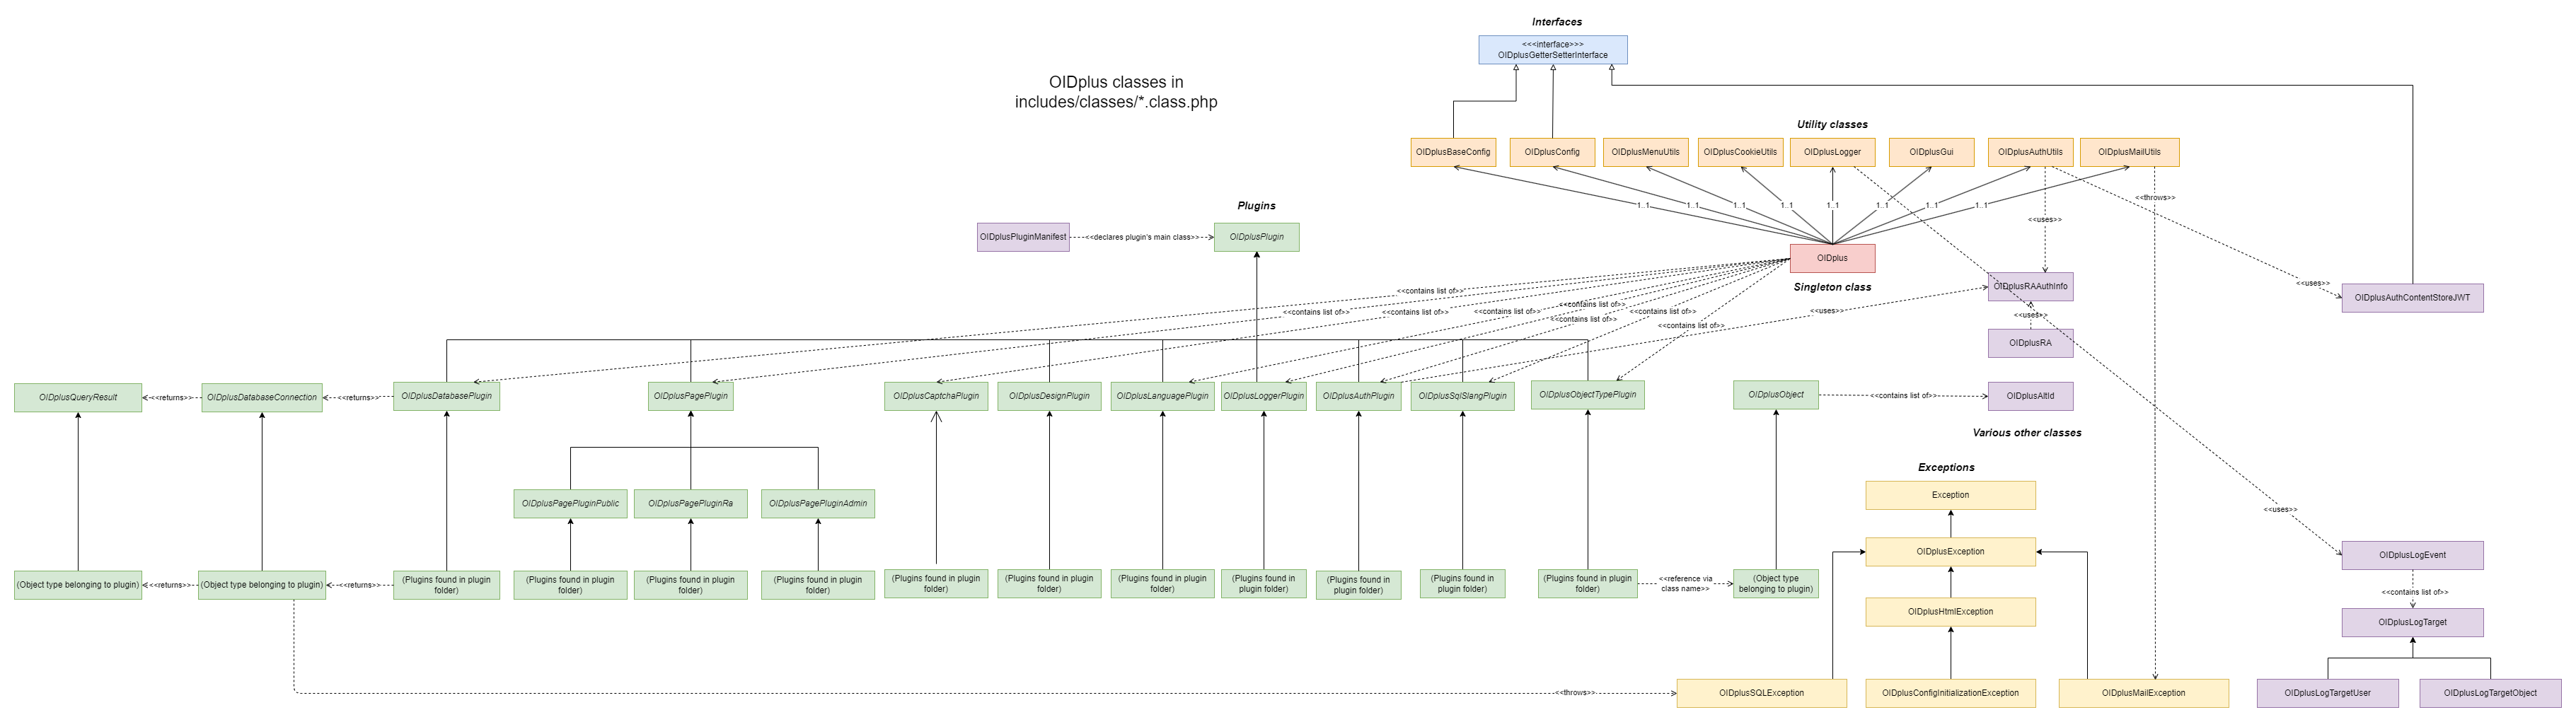 Interfaces
<<<interface>>>
OIDplusGetterSetterInterface
OIDplus classes in
includes/classes/*.class.php
Utility classes
OIDplusBaseConfig
OIDplusConfig
OIDplusMenuUtils
OIDplusCookieUtils
OIDplusLogger
OIDplusGui
OIDplusAuthUtils
OIDplusMailUtils
<<throws>>
1..1
1..1
1..1
1..1
1..1
1..1
1..1
1..1
<<uses>>
Plugins
OIDplusPluginManifest
<<declares plugin's main class>>
OIDplusPlugin
OIDplus
Singleton class
OIDplusRAAuthInfo
<<uses>>
OIDplusAuthContentStoreJWT
<<contains list of>>
<<contains list of>>
<<contains list of>>
<<contains list of>>
<<contains list of>>
<<contains list of>>
<<contains list of>>
<<contains list of>>
<<uses>>
<<uses>>
OIDplusRA
OIDplusQueryResult
<<returns>>
OIDplusDatabaseConnection
<<returns>>
OIDplusDatabasePlugin
OIDplusPagePlugin
OIDplusCaptchaPlugin
OIDplusDesignPlugin
OIDplusLanguagePlugin
OIDplusLoggerPlugin
OIDplusAuthPlugin
OIDplusSqlSlangPlugin
OIDplusObjectTypePlugin
OIDplusObject
<<contains list of>>
OIDplusAltId
Various other classes
Exceptions
Exception
OIDplusPagePluginPublic
OIDplusPagePluginRa
OIDplusPagePluginAdmin
<<uses>>
OIDplusException
OIDplusLogEvent
(Object type belonging to plugin)
<<returns>>
(Object type belonging to plugin)
<<returns>>
(Plugins found in plugin
folder)
(Plugins found in plugin
folder)
(Plugins found in plugin
folder)
(Plugins found in plugin
folder)
(Plugins found in plugin
folder)
(Plugins found in plugin
folder)
(Plugins found in plugin
folder)
(Plugins found in
plugin folder)
(Plugins found in
plugin folder)
(Plugins found in
plugin folder)
(Plugins found in plugin
folder)
<<reference via
class name>>
(Object type
belonging to plugin)
<<contains list of>>
OIDplusHtmlException
OIDplusLogTarget
<<throws>>
OIDplusSQLException
OIDplusConfigInitializationException
OIDplusMailException
OIDplusLogTargetUser
OIDplusLogTargetObject